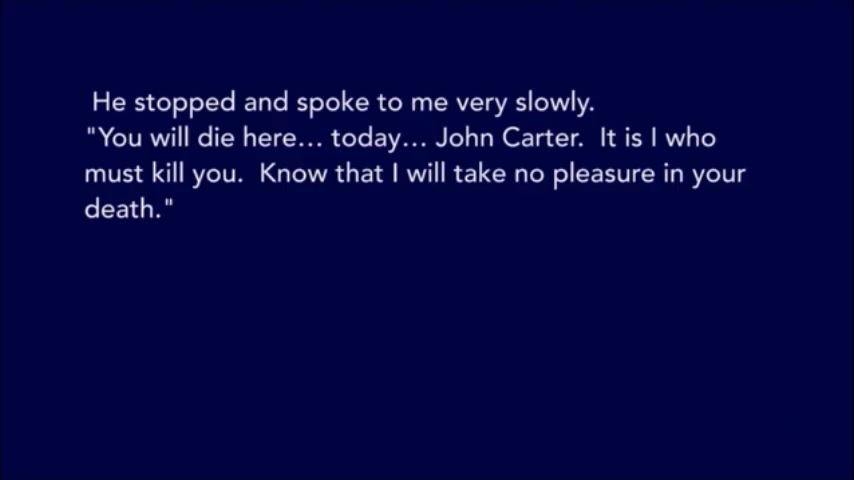 He stopped and spoke to me very slowly.
"You will die here... today... John Carter.  It is I who
must kill you.  Know that I will take no pleasure in your
death."